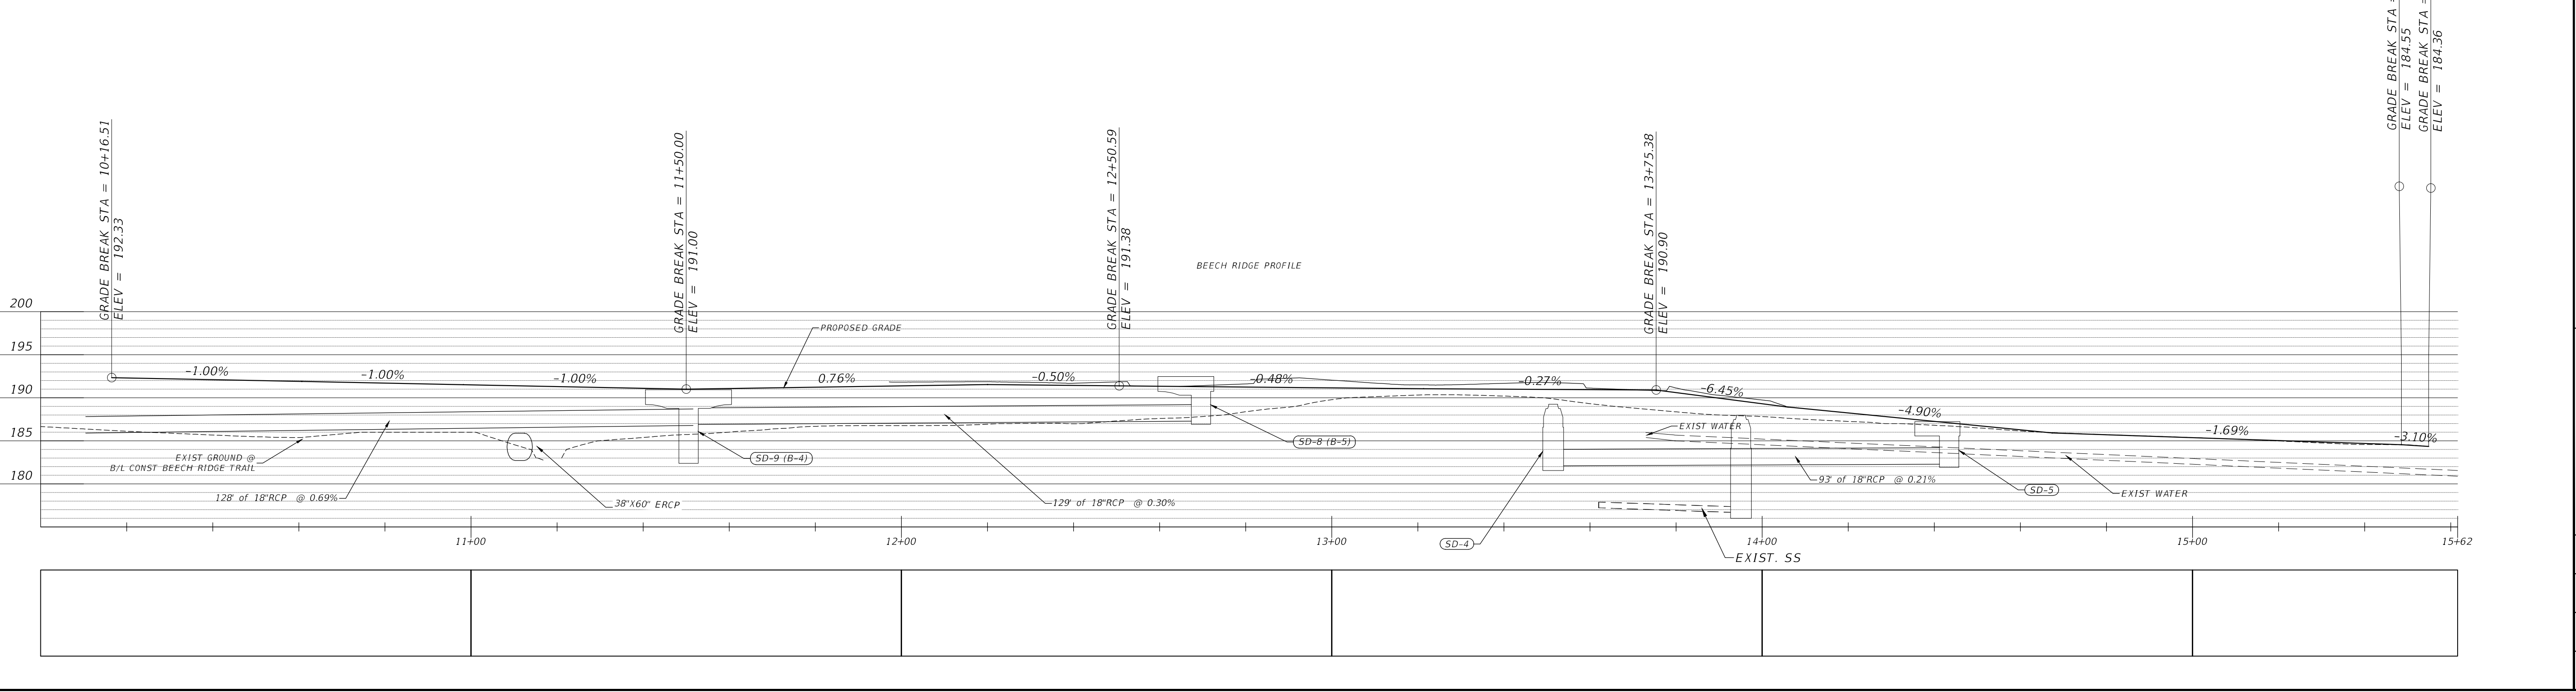 GRADE BREAK STA = 10+16.51
ELEV = 192.33
GRADE BREAK STA = 11+50.00
ELEV = 191.00
GRADE BREAK STA = 12+50.59
ELEV = 191.38
GRADE BREAK STA = 13+75.38
ELEV = 190.90
GRADE BREAK STA =
ELEV = 184.55
GRADE BREAK STA =
ELEV = 184.36
BEECH RIDGE PROFILE
200
195
190
185
180
PROPOSED GRADE
-1.00%
-1.00%
-1.00%
0.76%
-0.50%
-0.48%
-0.27%
-6.45%
-4.90%
-1.69%
-3.10%
EXIST GROUND @
B/L CONST BEECH RIDGE TRAIL
128' of 18"RCP @ 0.69%
38"X60" ERCP
SD-9 (B-4)
129' of 18"RCP @ 0.30%
SD-8 (B-5)
SD-4
EXIST WATER
93' of 18"RCP @ 0.21%
SD-5
EXIST WATER
EXIST. SS
11+00
12+00
13+00
14+00
15+00
15+62